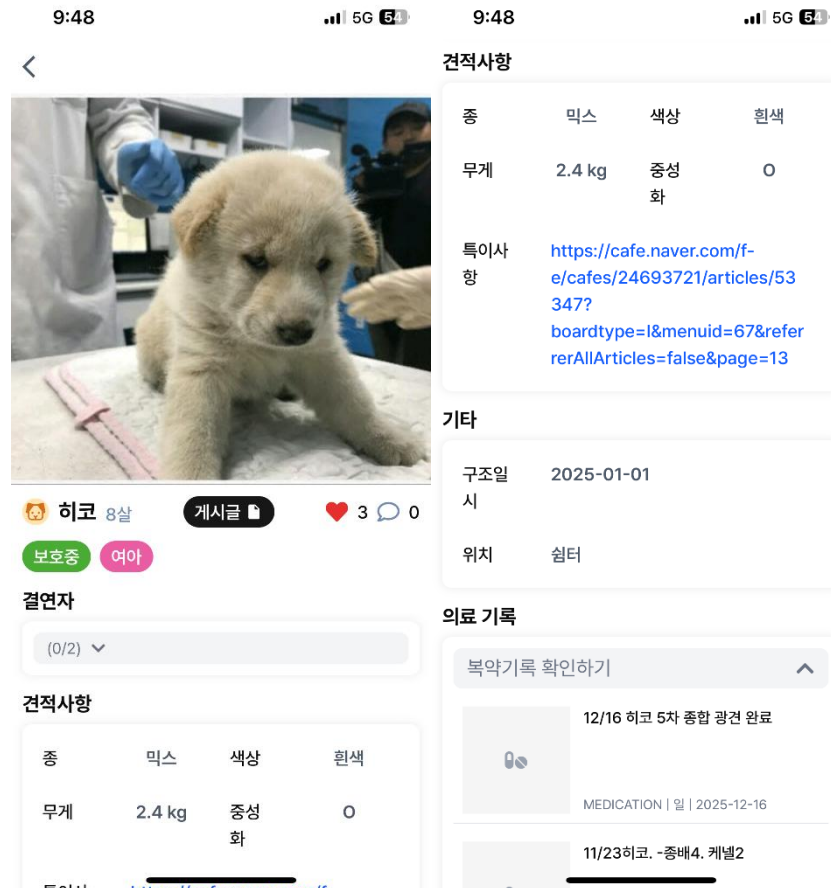 9:48
5G 54
히코 8살
게시글
3
0
보호중
여아
결연자
(0/2)
견적사항
종 믹스 색상 흰색
무게 2.4 kg 중성
화 O
9:48
5G 54
견적사항
종 믹스 색상 흰색
무게 2.4 kg 중성
화 O
특이사
항
https://cafe.naver.com/f-
e/cafes/24693721/articles/53
347?
boardtype=l&menuid=67&refer
rerAllArticles=false&page=13
기타
구조일
시 2025-01-01
위치 쉼터
의료 기록
복약기록 확인하기
12/16 히코 5차 종합 광견 완료
MEDICATION | 일 | 2025-12-16
11/23히코. -종배4. 케넬2